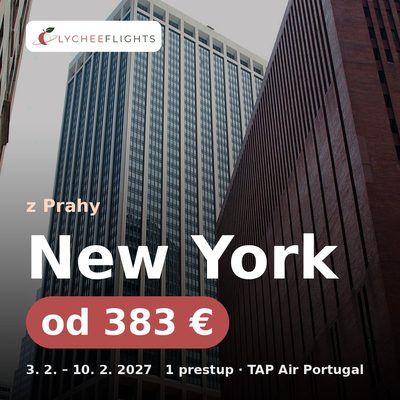 LYCHEEFLIGHTS
z Prahy
New York
od 383 €
3. 2. – 10. 2. 2027 1 prestup · TAP Air Portugal